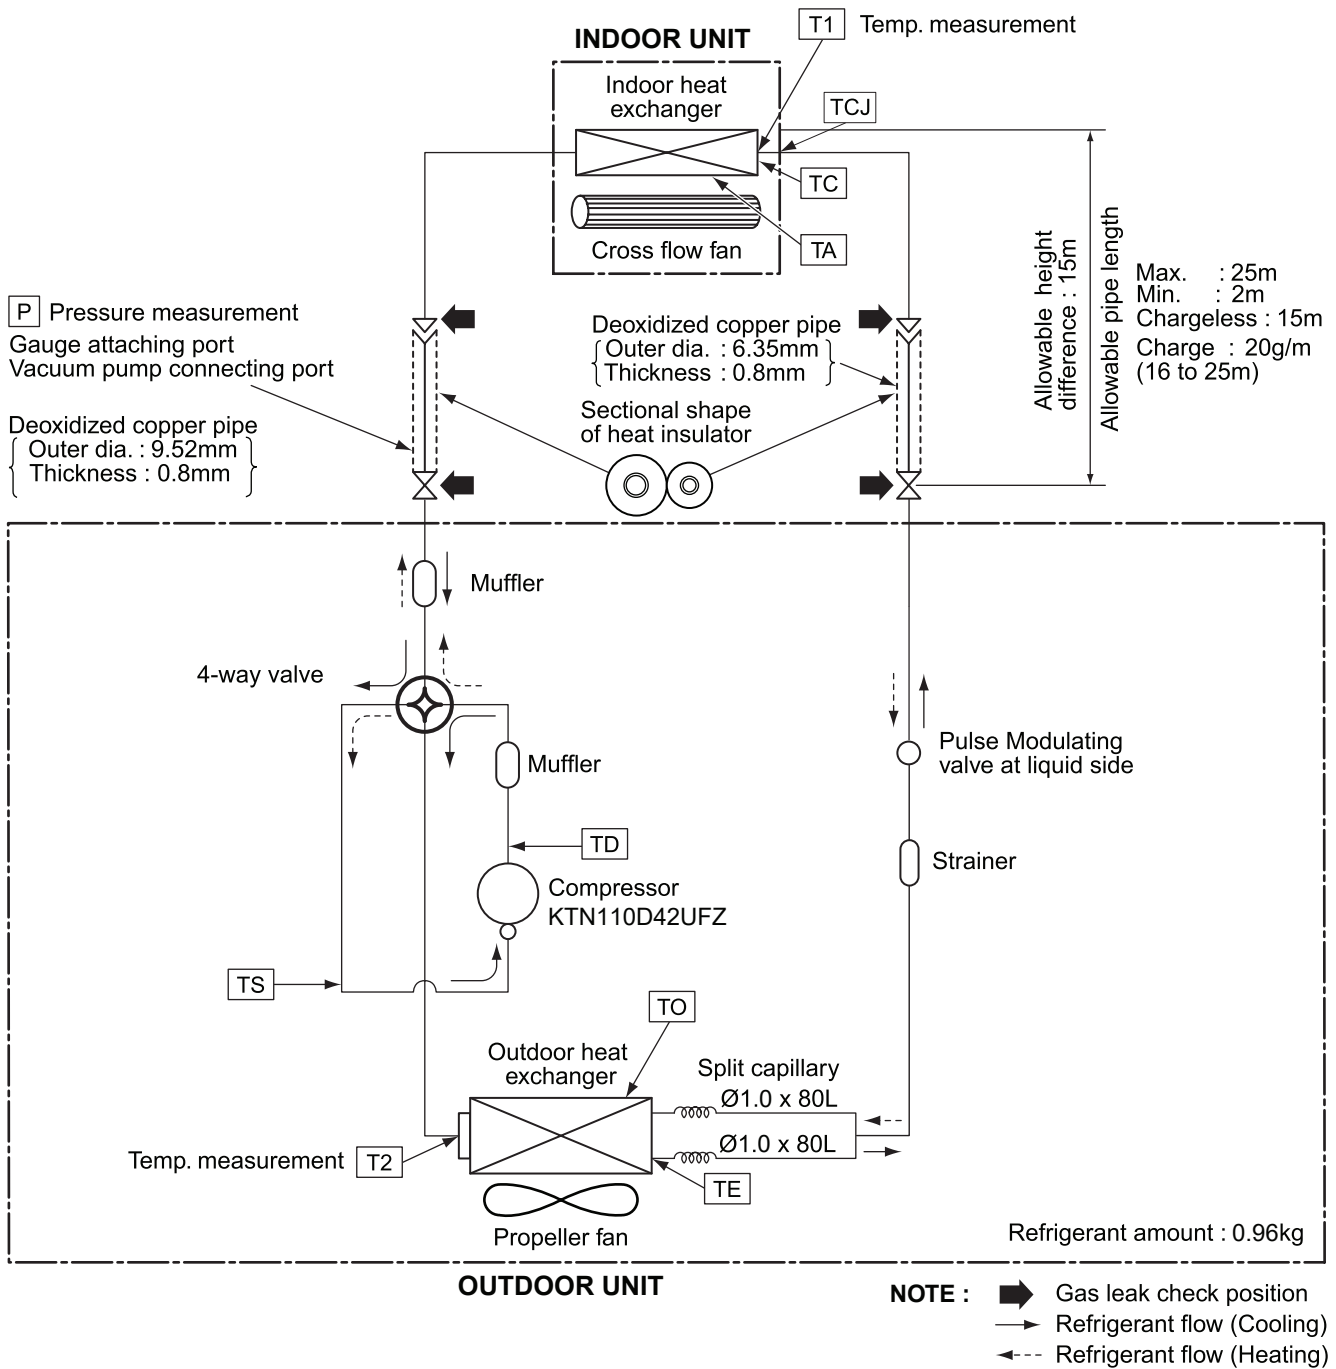 T1 Temp. measurement
INDOOR UNIT
Indoor heat
exchanger
TCJ
TC
TA
Cross flow fan
Allowable height
difference : 15m
Allowable pipe length
Max. : 25m
Min. : 2m
Chargeless : 15m
Charge : 20g/m
(16 to 25m)
P Pressure measurement
Gauge attaching port
Vacuum pump connecting port
Deoxidized copper pipe
Outer dia. : 9.52mm
Thickness : 0.8mm
Deoxidized copper pipe
Outer dia. : 6.35mm
Thickness : 0.8mm
Sectional shape
of heat insulator
Muffler
4-way valve
Muffler
Pulse Modulating
valve at liquid side
TD
Strainer
Compressor
KTN110D42UFZ
TS
TO
Outdoor heat
exchanger
Split capillary
Ø1.0 x 80L
Ø1.0 x 80L
Temp. measurement T2
TE
Propeller fan
Refrigerant amount : 0.96kg
OUTDOOR UNIT
NOTE :
Gas leak check position
Refrigerant flow (Cooling)
Refrigerant flow (Heating)